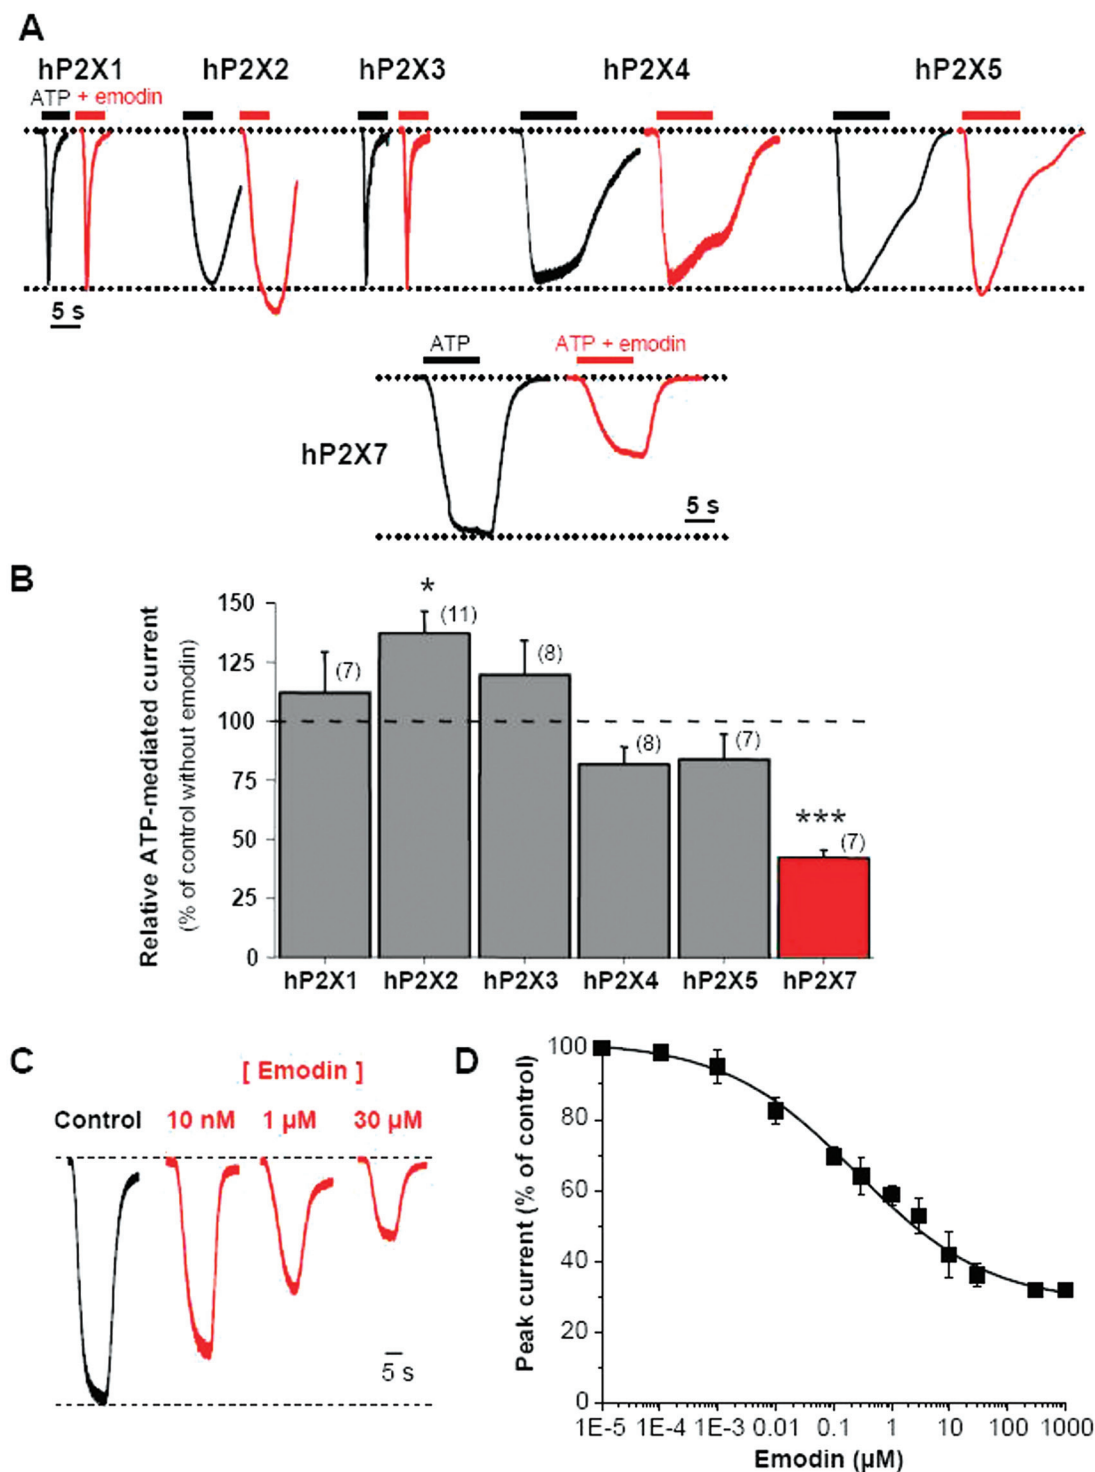 A
hP2X1 hP2X2 hP2X3 hP2X4 hP2X5
ATP + emodin
5 s
ATP ATP + emodin
hP2X7
5 s
B
Relative ATP-mediated current
(% of control without emodin)
150
125
100
75
50
25
0
*
(7)
(11)
(8)
(8)
(7)
***
(7)
hP2X1 hP2X2 hP2X3 hP2X4 hP2X5 hP2X7
C
[ Emodin ]
Control 10 nM 1 µM 30 µM
5 s
D
Peak current (% of control)
100
80
60
40
20
0
1E-5 1E-4 1E-3 0.01 0.1 1 10 100 1000
Emodin (µM)